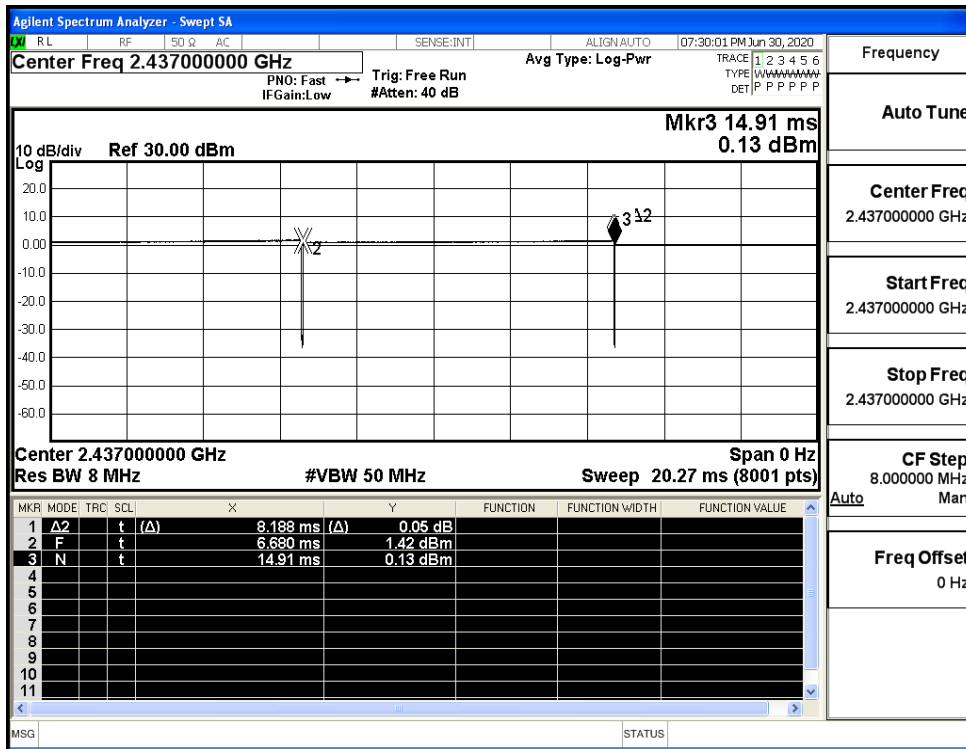 Agilent Spectrum Analyzer - Swept SA
LXI RL RF 50 Ω AC SENSE:INT ALIGN AUTO 07:30:01 PM Jun 30, 2020
Center Freq 2.437000000 GHz
PNO: Fast
IFGain:Low
Trig: Free Run
#Atten: 40 dB
Avg Type: Log-Pwr
TRACE 1 2 3 4 5 6
TYPE WWWWWW
DET P P P P P P
Mkr3 14.91 ms
0.13 dBm
10 dB/div Ref 30.00 dBm
Log
20.0
10.0
0.00
-10.0
-20.0
-30.0
-40.0
-50.0
-60.0
2
3 1Δ2
Center 2.437000000 GHz Span 0 Hz
Res BW 8 MHz #VBW 50 MHz Sweep 20.27 ms (8001 pts)
MKR MODE TRC SCL X Y FUNCTION FUNCTION WIDTH FUNCTION VALUE
1 Δ2 t (Δ) 8.188 ms (Δ) 0.05 dB
2 F t 6.680 ms 1.42 dBm
3 N t 14.91 ms 0.13 dBm
4
5
6
7
8
9
10
11
MSG STATUS
Frequency
Auto Tune
Center Freq
2.437000000 GHz
Start Freq
2.437000000 GHz
Stop Freq
2.437000000 GHz
CF Step
8.000000 MHz
Auto Man
Freq Offset
0 Hz